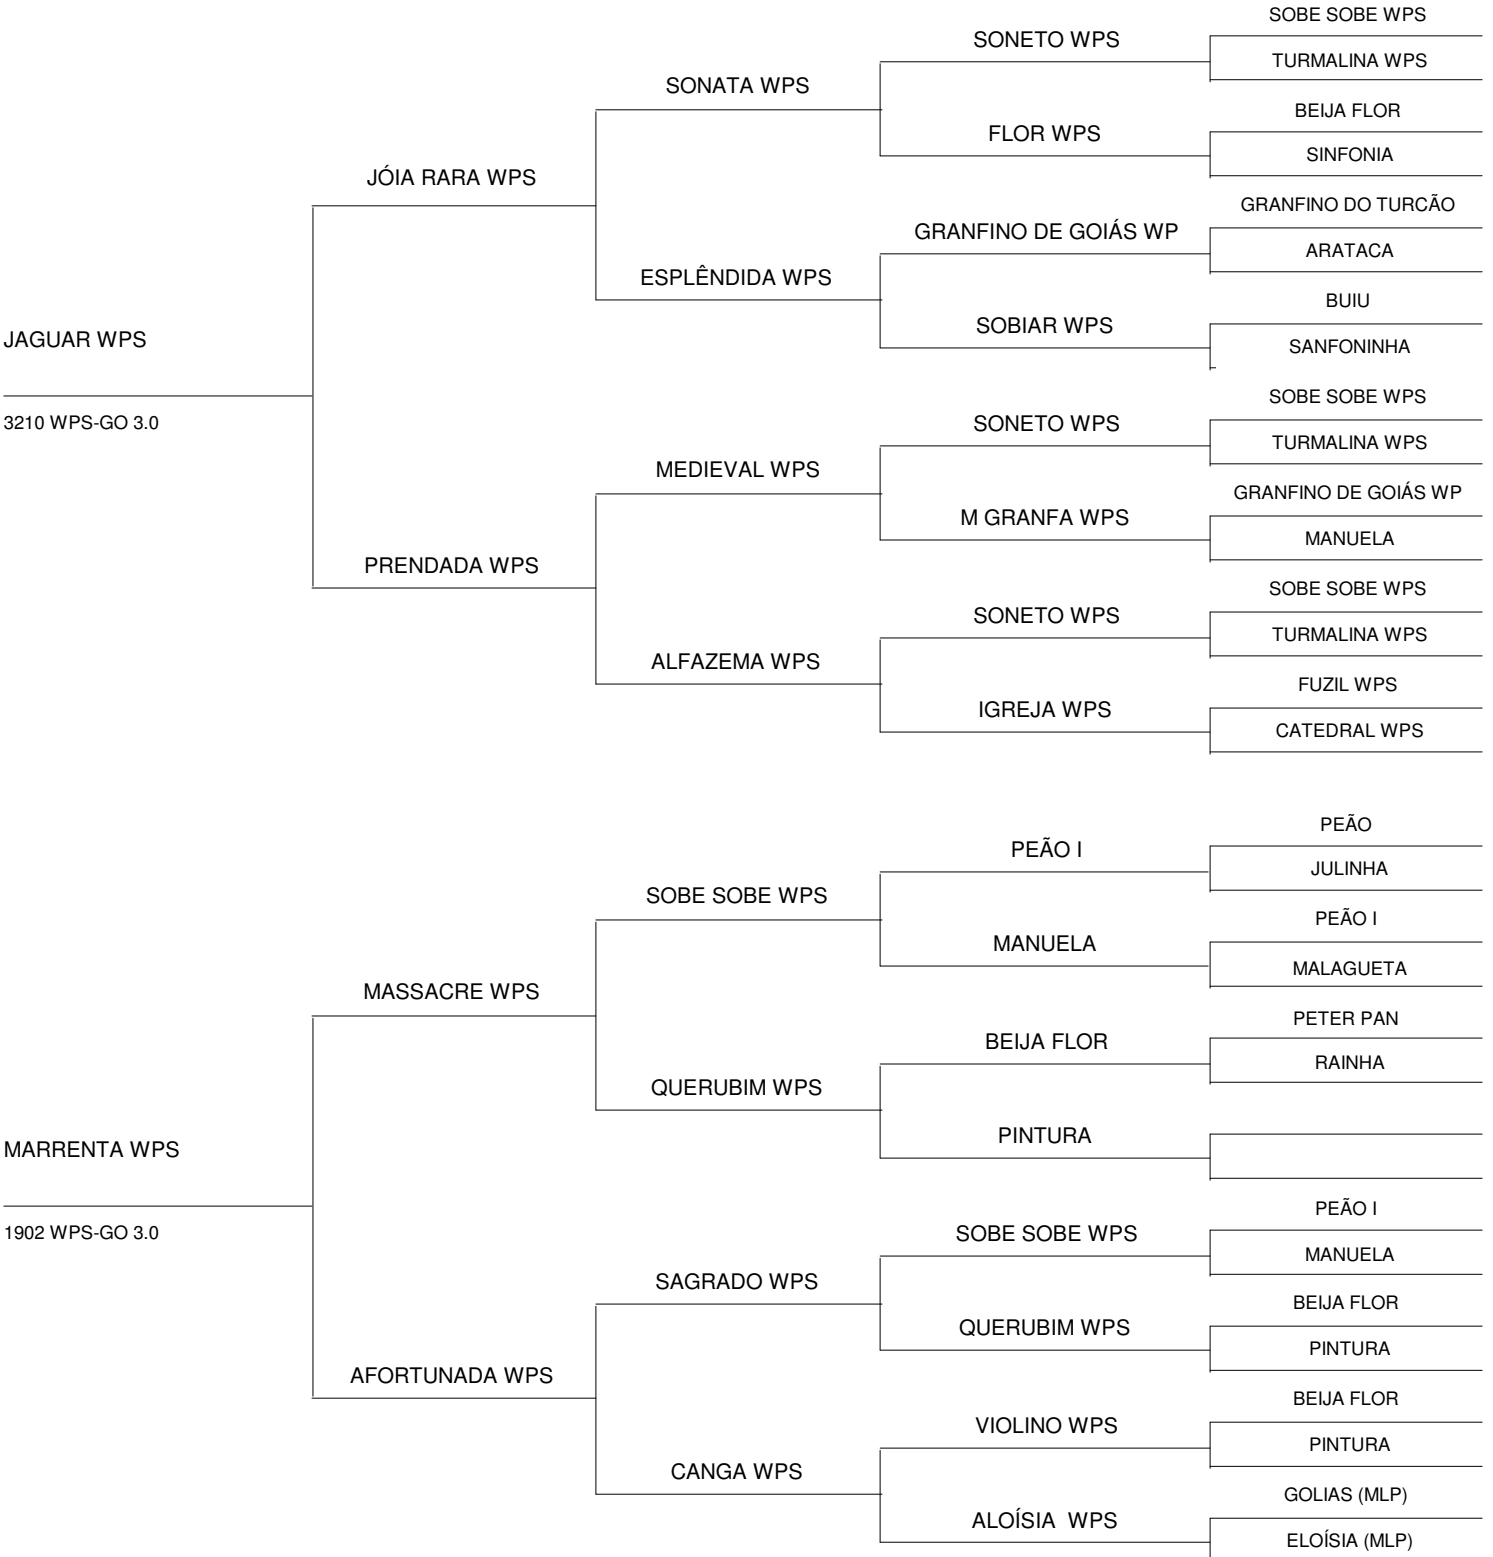 SOBE SOBE WPS
SONETO WPS
TURMALINA WPS
SONATA WPS
BEIJA FLOR
FLOR WPS
SINFONIA
JÓIA RARA WPS
GRANFINO DO TURCÃO
GRANFINO DE GOIÁS WP
ARATACA
ESPLÊNDIDA WPS
BUIU
SOBIAR WPS
SANFONINHA
JAGUAR WPS
3210 WPS-GO 3.0
SOBE SOBE WPS
SONETO WPS
TURMALINA WPS
MEDIEVAL WPS
GRANFINO DE GOIÁS WP
M GRANFA WPS
MANUELA
PRENDADA WPS
SOBE SOBE WPS
SONETO WPS
TURMALINA WPS
ALFAZEMA WPS
FUZIL WPS
IGREJA WPS
CATEDRAL WPS
PEÃO
PEÃO I
JULINHA
SOBE SOBE WPS
PEÃO I
MANUELA
MALAGUETA
MASSACRE WPS
PETER PAN
BEIJA FLOR
RAINHA
QUERUBIM WPS
PINTURA
MARRENTA WPS
1902 WPS-GO 3.0
PEÃO I
SOBE SOBE WPS
MANUELA
SAGRADO WPS
BEIJA FLOR
QUERUBIM WPS
PINTURA
AFORTUNADA WPS
BEIJA FLOR
VIOLINO WPS
PINTURA
CANGA WPS
GOLIAS (MLP)
ALOÍSIA  WPS
ELOÍSIA (MLP)